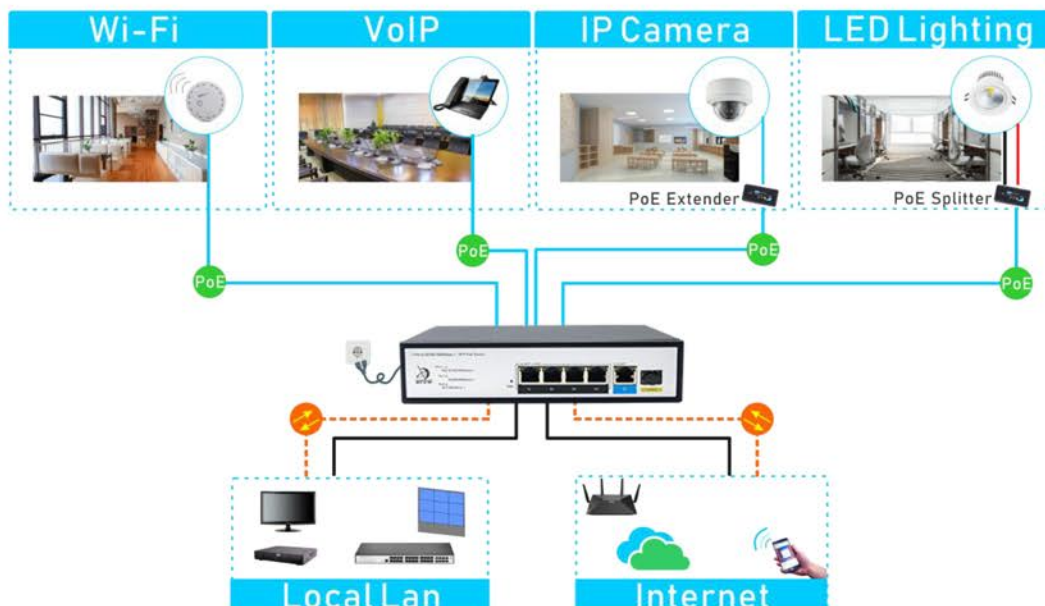 Wi-Fi
VoIP
IP Camera
LED Lighting
PoE Extender
PoE Splitter
PoE
PoE
PoE
PoE
Local Lan
Internet